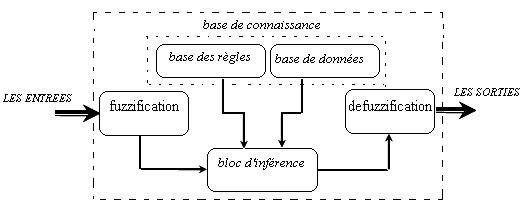 base de connaissance
base des règles
base de données
LES ENTREES
fuzzification
defuzzification
LES SORTIES
bloc d'inférence